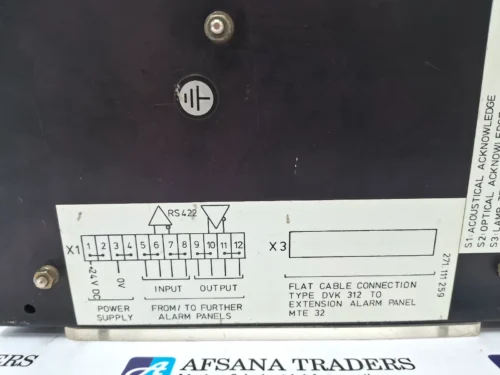 RS422
X1 1 2 3 4 5 6 7 8 9 10 11 12
+24V DC
0V
INPUT OUTPUT
POWER
SUPPLY
FROM/TO FURTHER
ALARM PANELS
X3
FLAT CABLE CONNECTION
TYPE DVK 312 TO
EXTENSION ALARM PANEL
MTE 32
271 111 259
S1:ACOUSTICAL ACKNOWLEDGE
S2:OPTICAL ACKNOWLEDGE
S3:LAMP
AFSANA TRADERS